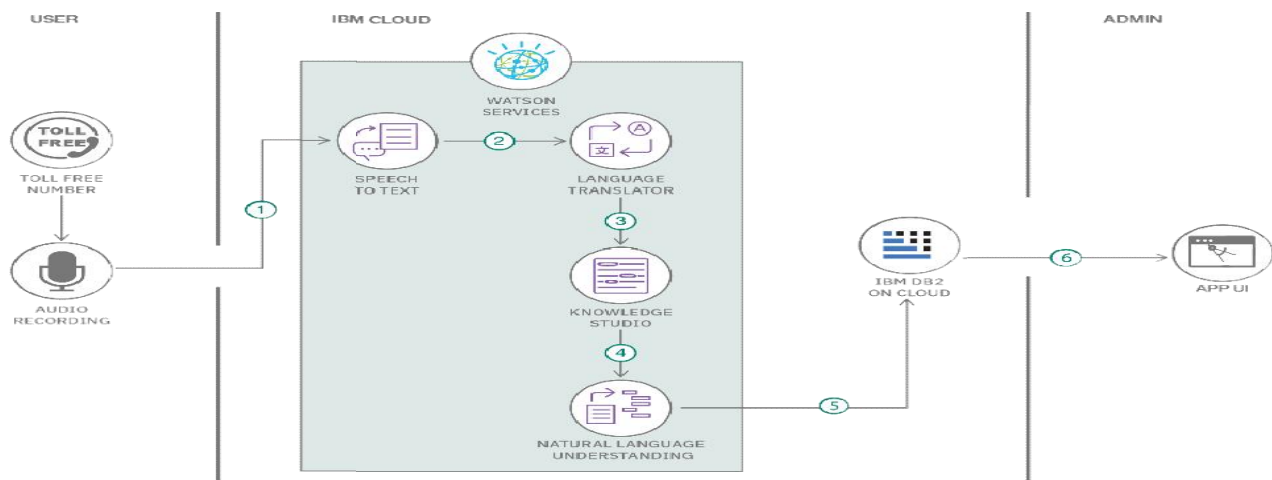 USER
IBM CLOUD
ADMIN
WATSON
SERVICES
TOLL
FREE
TOLL FREE
NUMBER
SPEECH
TO TEXT
2
A
文
LANGUAGE
TRANSLATOR
1
3
AUDIO
RECORDING
KNOWLEDGE
STUDIO
4
NATURAL LANGUAGE
UNDERSTANDING
5
IBM DB2
ON CLOUD
6
APP UI